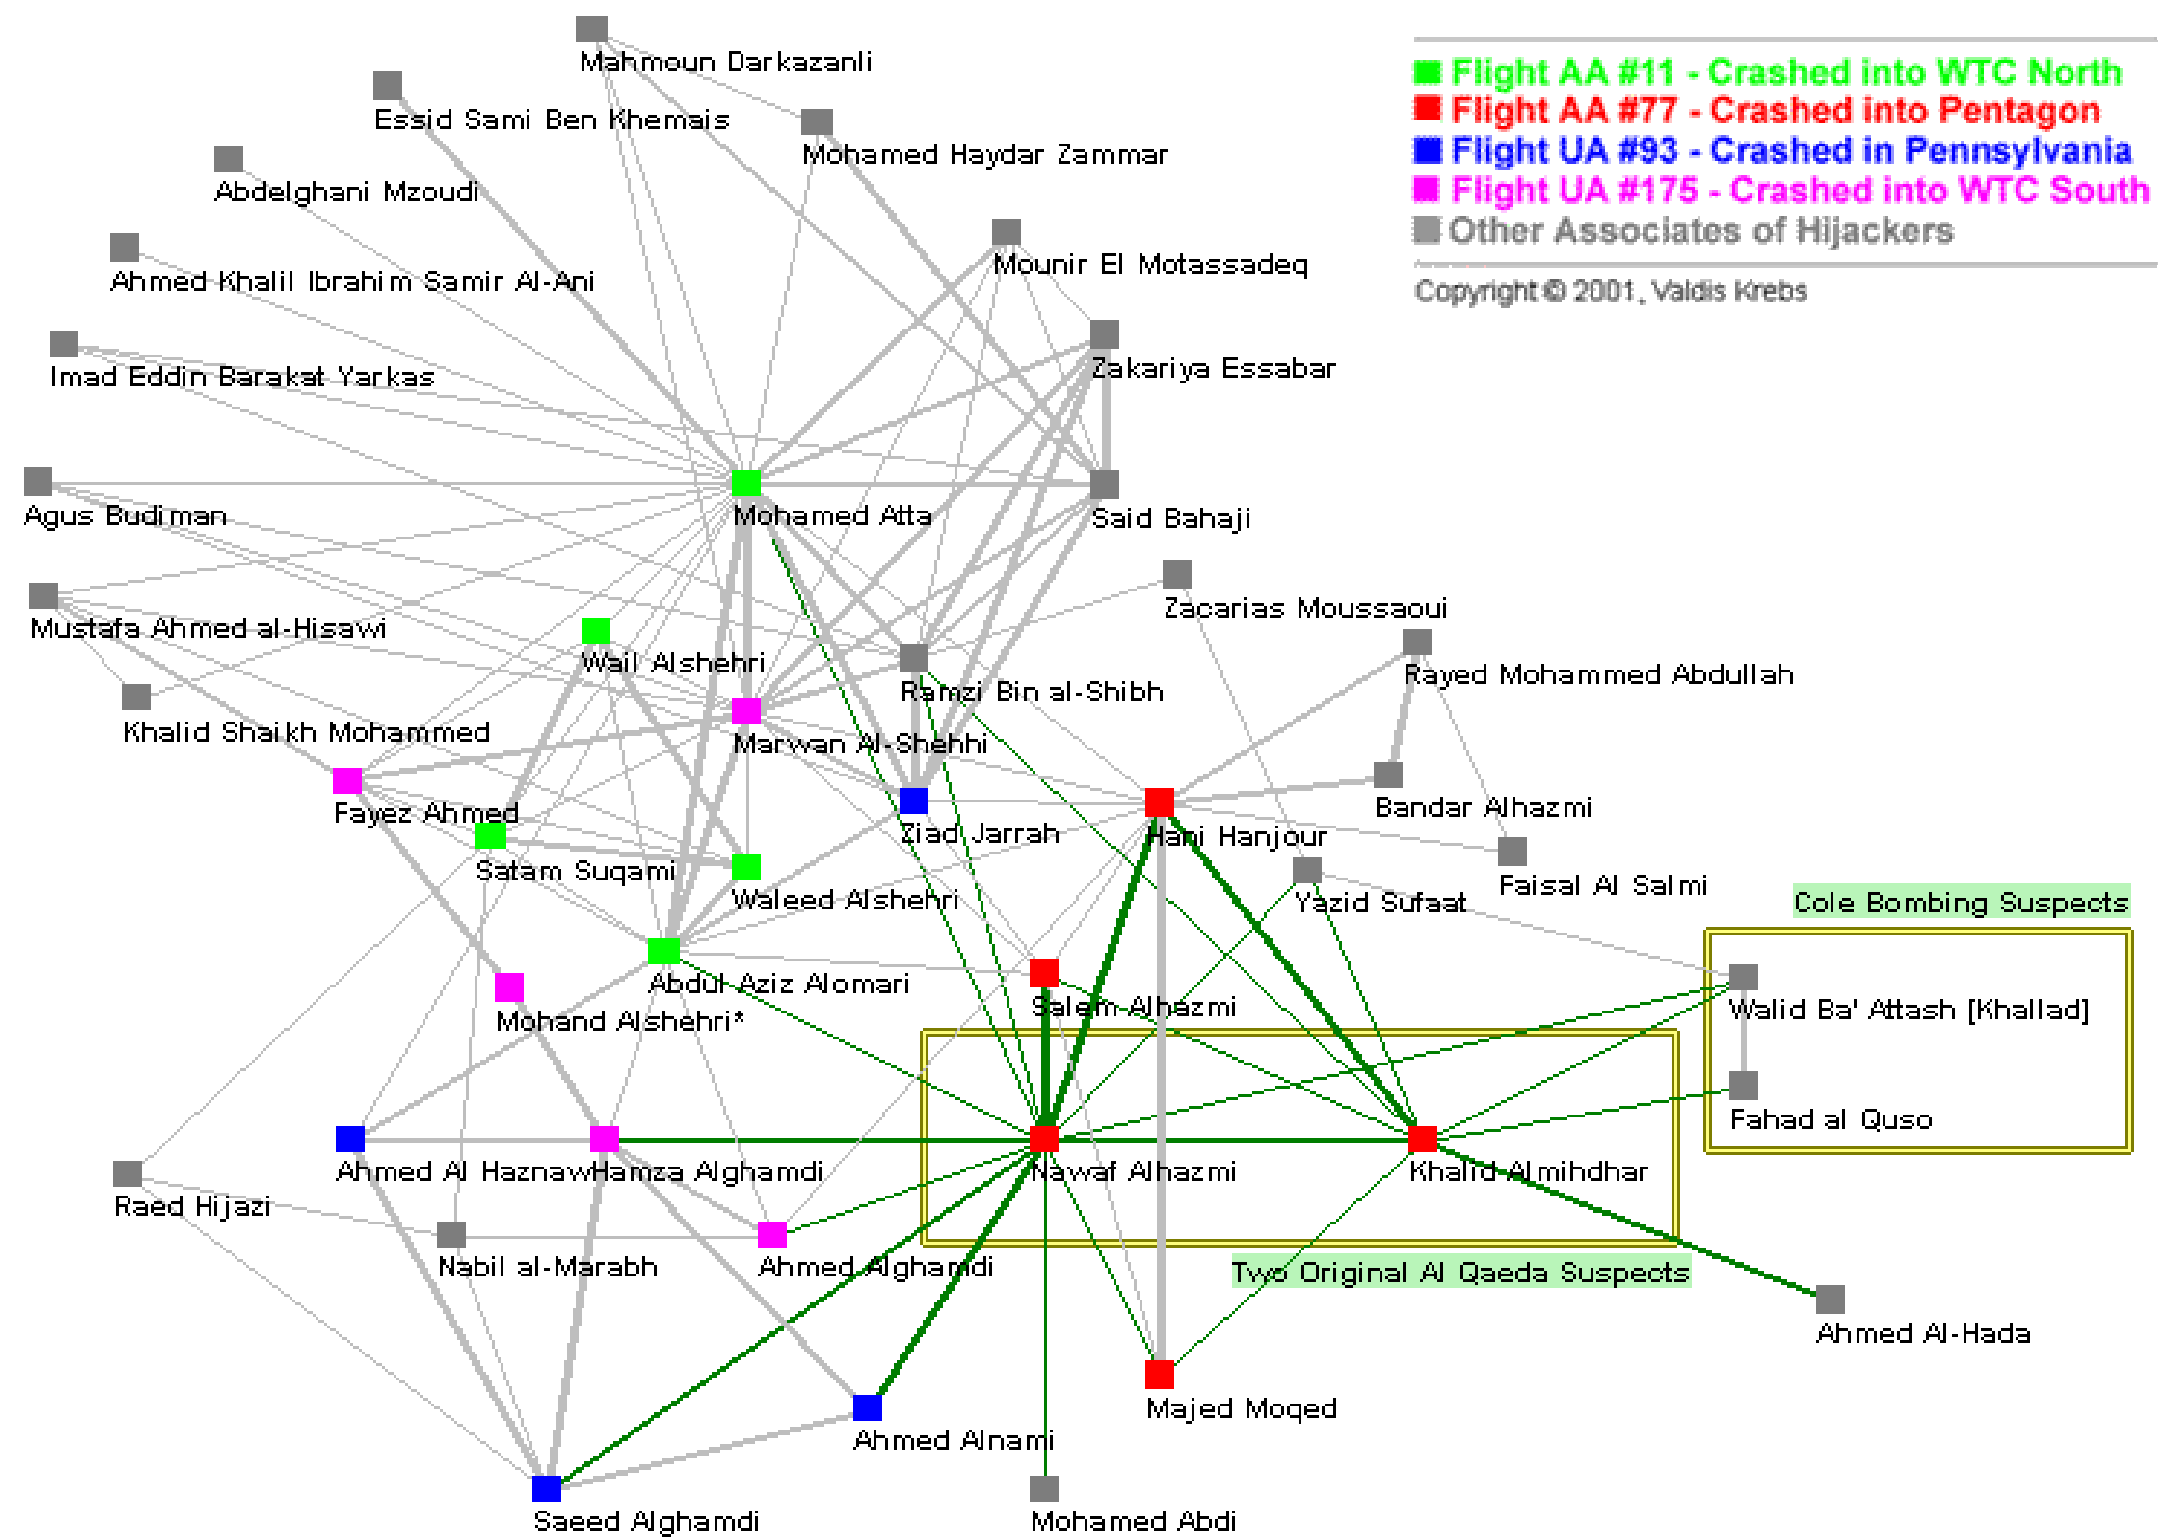 Mahmoun Darkazanli
Essid Sami Ben Khemais
Mohamed Haydar Zammar
Abdelghani Mzoudi
Mounir El Motassadeq
Ahmed Khalil Ibrahim Samir Al-Ani
Zakariya Essabar
Imad Eddin Barakat Yarkas
Agus Budiman
Mohamed Atta
Said Bahaji
Zacarias Moussaoui
Mustafa Ahmed al-Hisawi
Wail Alshehri
Ramzi Bin al-Shibh
Rayed Mohammed Abdullah
Khalid Shaikh Mohammed
Marwan Al-Shehhi
Fayez Ahmed
Ziad Jarrah
Hani Hanjour
Bandar Alhazmi
Satam Suqami
Waleed Alshehri
Yazid Sufaat
Faisal Al Salmi
Cole Bombing Suspects
Abdul Aziz Alomari
Mohand Alshehri*
Salem Alhazmi
Walid Ba' Attash [Khallad]
Fahad al Quso
Ahmed Al Haznaw
Hamza Alghamdi
Nawaf Alhazmi
Khalid Almihdhar
Raed Hijazi
Nabil al-Marabh
Ahmed Alghamdi
Two Original Al Qaeda Suspects
Ahmed Al-Hada
Majed Moqed
Ahmed Alnami
Saeed Alghamdi
Mohamed Abdi
Flight AA #11 - Crashed into WTC North
Flight AA #77 - Crashed into Pentagon
Flight UA #93 - Crashed in Pennsylvania
Flight UA #175 - Crashed into WTC South
Other Associates of Hijackers
Copyright © 2001, Valdis Krebs